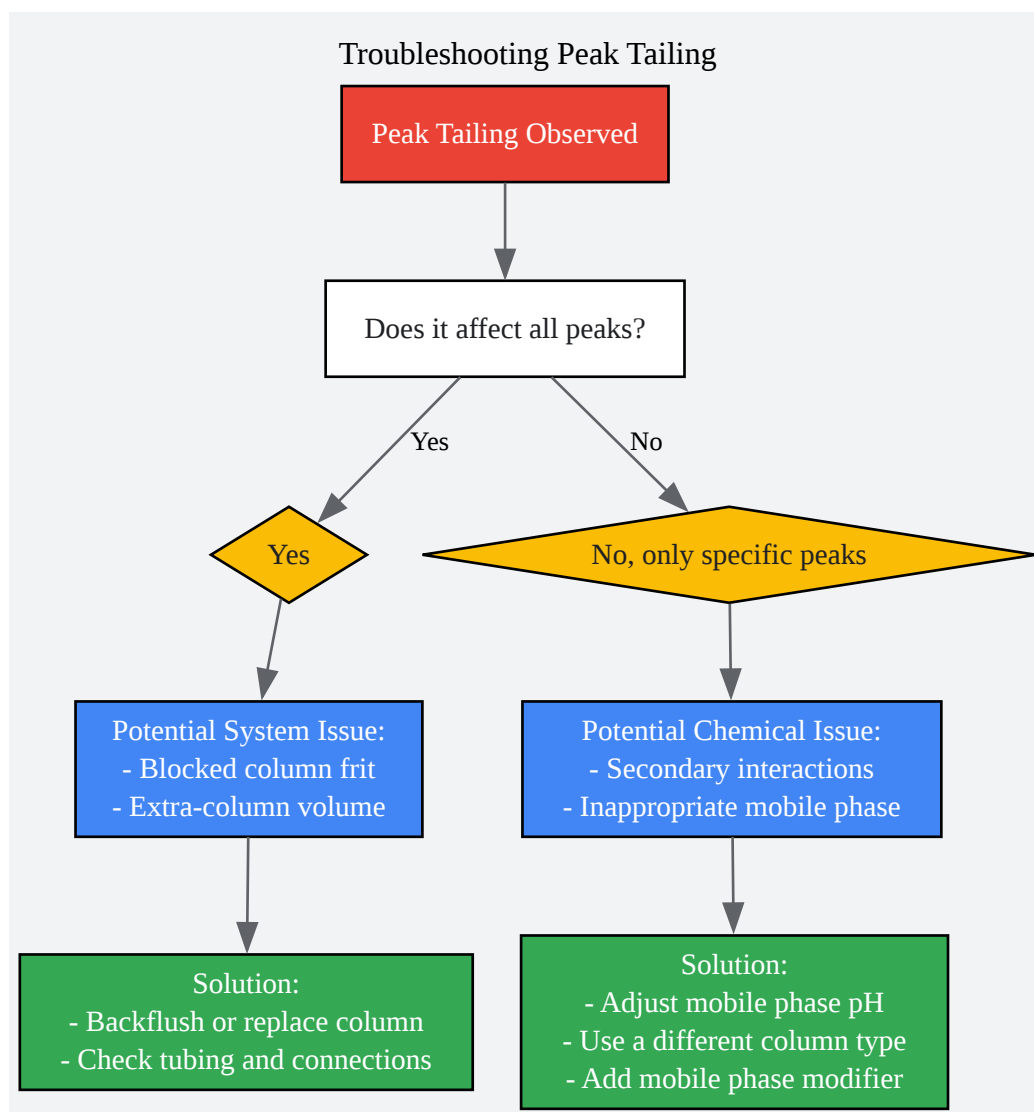 Troubleshooting Peak Tailing
Peak Tailing Observed
Does it affect all peaks?
Yes
No
Yes
No, only specific peaks
Potential System Issue:
- Blocked column frit
- Extra-column volume
Potential Chemical Issue:
- Secondary interactions
- Inappropriate mobile phase
Solution:
- Backflush or replace column
- Check tubing and connections
Solution:
- Adjust mobile phase pH
- Use a different column type
- Add mobile phase modifier